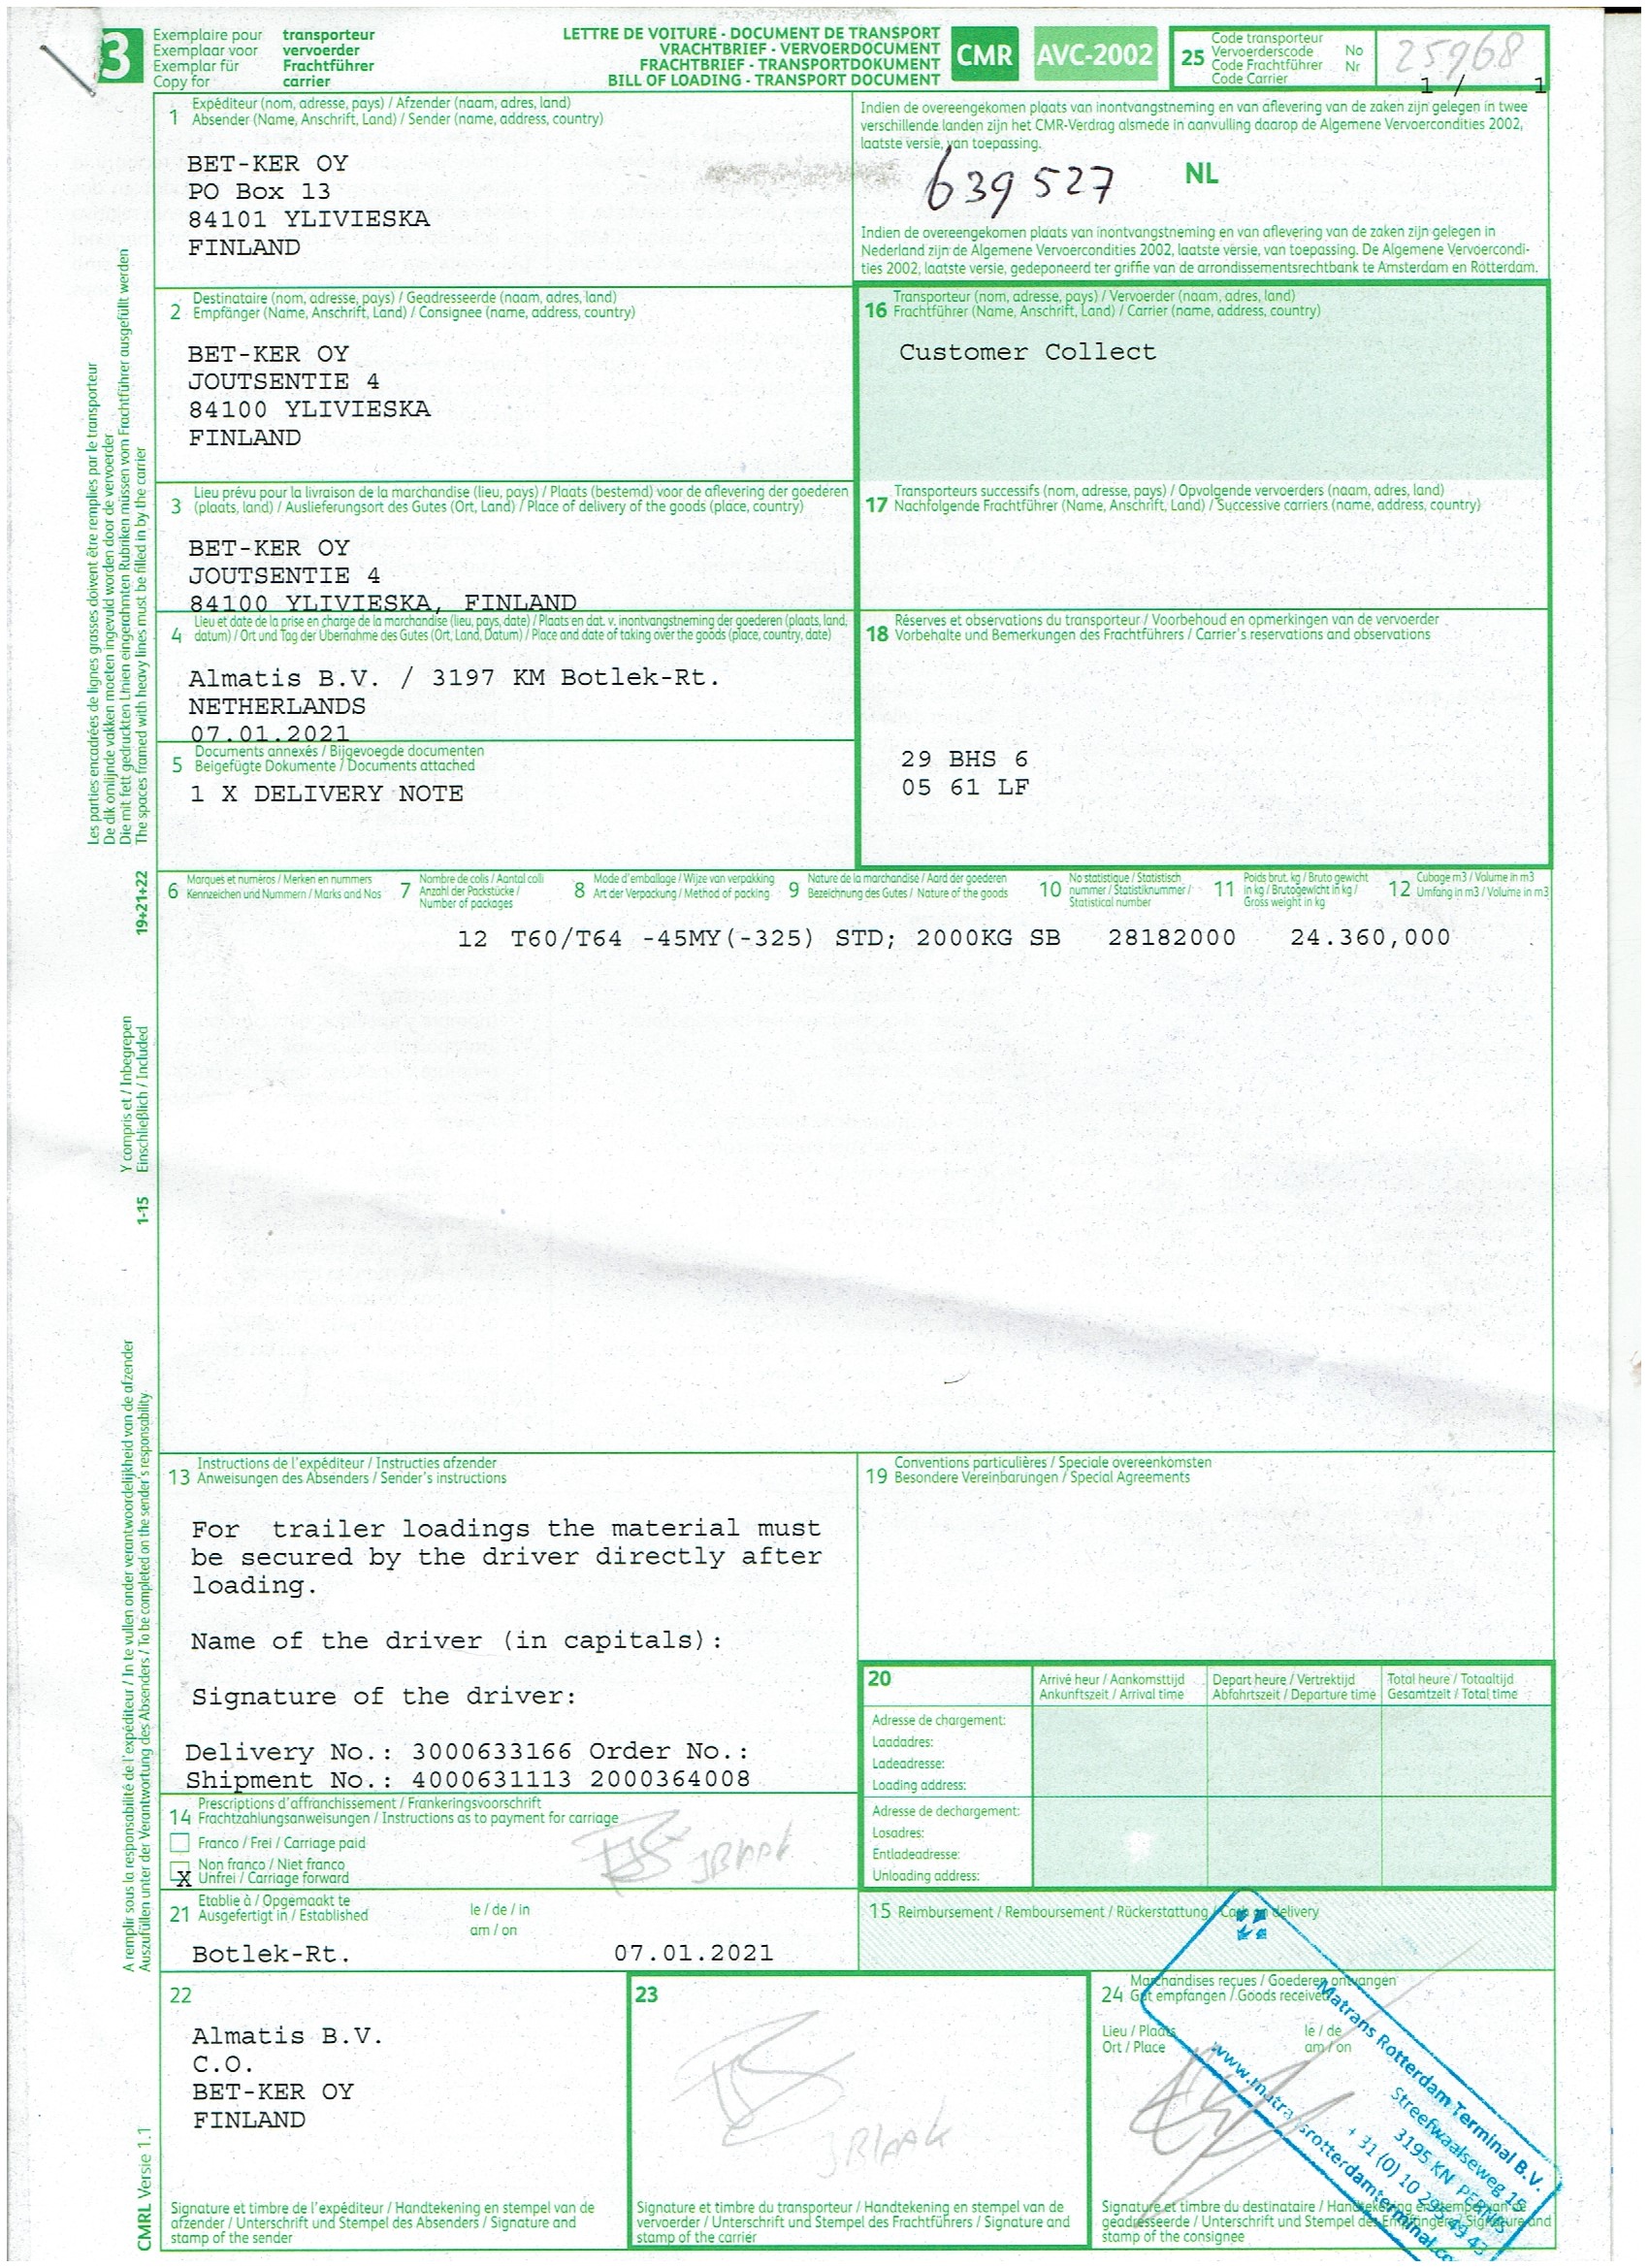 3
Exemplaire pour transporteur
Exemplaar voor vervoerder
Exemplar für Frachtführer
Copy for carrier
LETTRE DE VOITURE - DOCUMENT DE TRANSPORT
VRACHTBRIEF - VERVOERDOCUMENT
FRACHTBRIEF - TRANSPORTDOKUMENT
BILL OF LOADING - TRANSPORT DOCUMENT
CMR AVC-2002
25 Code transporteur
Vervoerderscode No
Code Frachtführer Nr
Code Carrier
25968
1 / 1
1 Expéditeur (nom, adresse, pays) / Afzender (naam, adres, land)
Absender (Name, Anschrift, Land) / Sender (name, address, country)
BET-KER OY
PO Box 13
84101 YLIVIESKA
FINLAND
Indien de overeengekomen plaats van inontvangstneming en van aflevering van de zaken zijn gelegen in twee
verschillende landen zijn het CMR-Verdrag alsmede in aanvulling daarop de Algemene Vervoercondities 2002,
laatste versie, van toepassing.
639527 NL
Indien de overeengekomen plaats van inontvangstneming en van aflevering van de zaken zijn gelegen in
Nederland zijn de Algemene Vervoercondities 2002, laatste versie, van toepassing. De Algemene Vervoercondi-
ties 2002, laatste versie, gedeponeerd ter griffie van de arrondissementsrechtbank te Amsterdam en Rotterdam.
2 Destinataire (nom, adresse, pays) / Geadresseerde (naam, adres, land)
Empfänger (Name, Anschrift, Land) / Consignee (name, address, country)
BET-KER OY
JOUTSENTIE 4
84100 YLIVIESKA
FINLAND
16 Transporteur (nom, adresse, pays) / Vervoerder (naam, adres, land)
Frachtführer (Name, Anschrift, Land) / Carrier (name, address, country)
Customer Collect
3 Lieu prévu pour la livraison de la marchandise (lieu, pays) / Plaats (bestemd) voor de aflevering der goederen
(plaats, land) / Auslieferungsort des Gutes (Ort, Land) / Place of delivery of the goods (place, country)
BET-KER OY
JOUTSENTIE 4
84100 YLIVIESKA, FINLAND
17 Transporteurs successifs (nom, adresse, pays) / Opvolgende vervoerders (naam, adres, land)
Nachfolgende Frachtführer (Name, Anschrift, Land) / Successive carriers (name, address, country)
4 Lieu et date de la prise en charge de la marchandise (lieu, pays, date) / Plaats en dat. v. inontvangstneming der goederen (plaats, land,
datum) / Ort und Tag der Übernahme des Gutes (Ort, Land, Datum) / Place and date of taking over the goods (place, country, date)
Almatis B.V. / 3197 KM Botlek-Rt.
NETHERLANDS
07.01.2021
18 Réserves et observations du transporteur / Voorbehoud en opmerkingen van de vervoerder
Vorbehalte und Bemerkungen des Frachtführers / Carrier's reservations and observations
29 BHS 6
05 61 LF
5 Documents annexés / Bijgevoegde documenten
Beigefügte Dokumente / Documents attached
1 X DELIVERY NOTE
Les parties encadrées de lignes grasses doivent être remplies par le transporteur
De dik omlijnde vakken moeten ingevuld worden door de vervoerder
Die mit fett gedruckten Linien eingerahmten Rubriken müssen vom Frachtführer ausgefüllt werden
The spaces framed with heavy lines must be filled in by the carrier
19+21+22
Y compris et / Inbegrepen
Einschließlich / Included
1-15
A remplir sous la responsabilité de l'expéditeur / In te vullen onder verantwoordelijkheid van de afzender
Auszufüllen unter der Verantwortung des Absenders / To be completed on the sender's responsability
CMRL Versie 1.1
6 Marques et numéros / Merken en nummers
Kennzeichen und Nummern / Marks and Nos
7 Nombre de colis / Aantal colli
Anzahl der Packstücke /
Number of packages
8 Mode d'emballage / Wijze van verpakking
Art der Verpackung / Method of packing
9 Nature de la marchandise / Aard der goederen
Bezeichnung des Gutes / Nature of the goods
10 No statistique / Statistisch
nummer / Statistiknummer /
Statistical number
11 Poids brut. kg / Bruto gewicht
in kg / Brutogewicht in kg /
Gross weight in kg
12 Cubage m3 / Volume in m3
Umfang in m3 / Volume in m3
12 T60/T64 -45MY(-325) STD; 2000KG SB 28182000 24.360,000
13 Instructions de l'expéditeur / Instructies afzender
Anweisungen des Absenders / Sender's instructions
For trailer loadings the material must
be secured by the driver directly after
loading.
Name of the driver (in capitals):
Signature of the driver:
Delivery No.: 3000633166 Order No.:
Shipment No.: 4000631113 2000364008
19 Conventions particulières / Speciale overeenkomsten
Besondere Vereinbarungen / Special Agreements
20
Arrivé heur / Aankomsttijd
Ankunftszeit / Arrival time
Depart heure / Vertrektijd
Abfahrtszeit / Departure time
Total heure / Totaaltijd
Gesamtzeit / Total time
Adresse de chargement:
Laadadres:
Ladeadresse:
Loading address:
Adresse de dechargement:
Losadres:
Entladeadresse:
Unloading address:
14 Prescriptions d'affranchissement / Frankeringsvoorschrift
Frachtzahlungsanweisungen / Instructions as to payment for carriage
Franco / Frei / Carriage paid
X Non franco / Niet franco
Unfrei / Carriage forward
21 Etablie à / Opgemaakt te
Ausgefertigt in / Established
le / de / in
am / on
Botlek-Rt. 07.01.2021
15 Reimbursement / Remboursement / Rückerstattung / Cash on delivery
22
Almatis B.V.
C.O.
BET-KER OY
FINLAND
Signature et timbre de l'expéditeur / Handtekening en stempel van de
afzender / Unterschrift und Stempel des Absenders / Signature and
stamp of the sender
23
Signature et timbre du transporteur / Handtekening en stempel van de
vervoerder / Unterschrift und Stempel des Frachtführers / Signature and
stamp of the carrier
24 Marchandises reçues / Goederen ontvangen
Gut empfangen / Goods received
Lieu / Plaats
Ort / Place
le / de
am / on
Matrans Rotterdam Terminal B.V.
Streefwaalseweg 15
3195 KN PERNIS
+ 31 (0) 10 295 49 43
www.matransrotterdamterminal.co
Signature et timbre du destinataire / Handtekening en stempel van de
geadresseerde / Unterschrift und Stempel des Empfängers / Signature and
stamp of the consignee